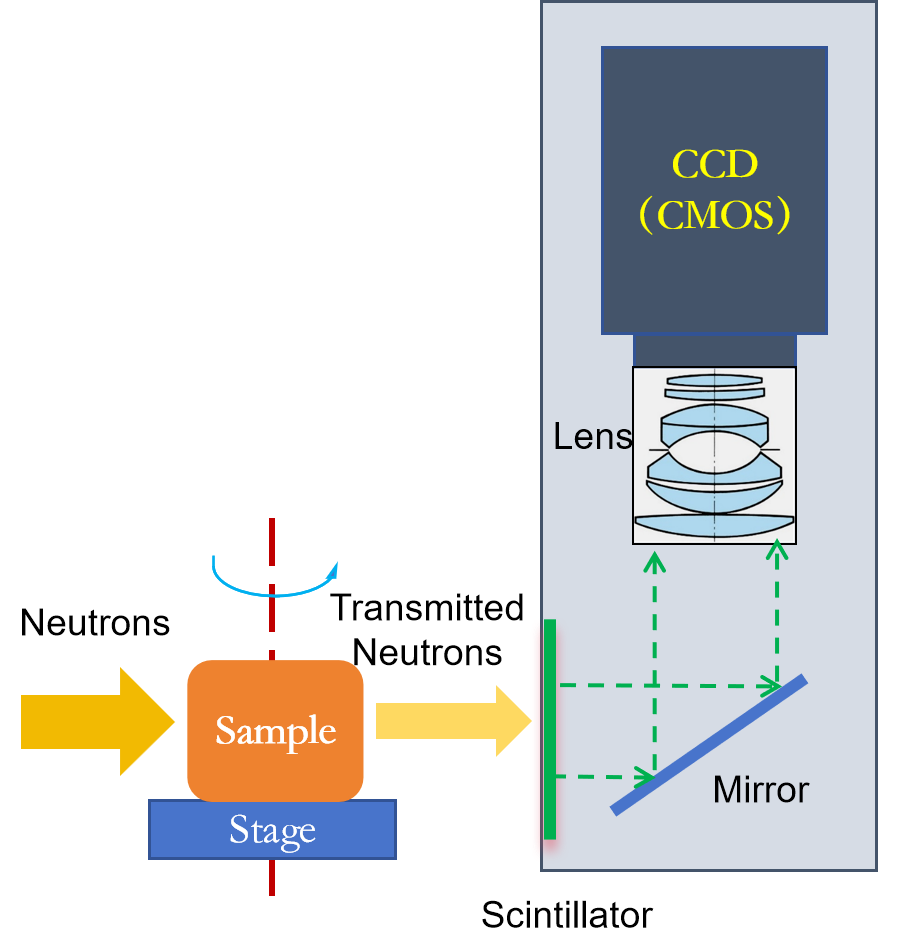 CCD
(CMOS)
Lens
Neutrons
Transmitted
Neutrons
Sample
Stage
Mirror
Scintillator